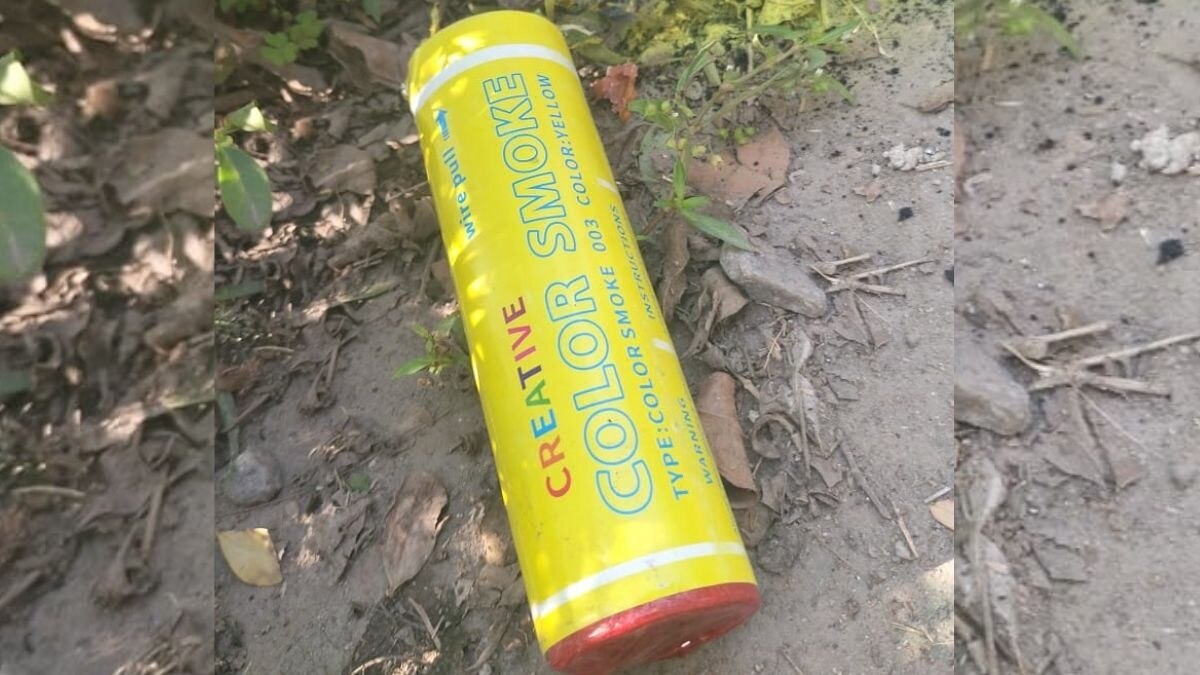 wire pull
CREATIVE
COLOR SMOKE
TYPE:COLOR SMOKE 003 COLOR:YELLOW
WARNING INSTRUCTIONS